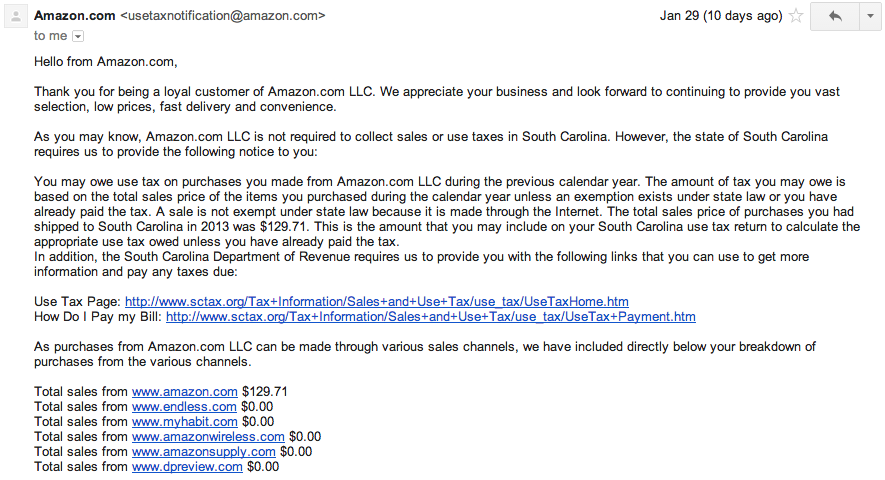 Amazon.com <usetaxnotification@amazon.com>
Jan 29 (10 days ago)
to me
Hello from Amazon.com,
Thank you for being a loyal customer of Amazon.com LLC. We appreciate your business and look forward to continuing to provide you vast
selection, low prices, fast delivery and convenience.
As you may know, Amazon.com LLC is not required to collect sales or use taxes in South Carolina. However, the state of South Carolina
requires us to provide the following notice to you:
You may owe use tax on purchases you made from Amazon.com LLC during the previous calendar year. The amount of tax you may owe is
based on the total sales price of the items you purchased during the calendar year unless an exemption exists under state law or you have
already paid the tax. A sale is not exempt under state law because it is made through the Internet. The total sales price of purchases you had
shipped to South Carolina in 2013 was $129.71. This is the amount that you may include on your South Carolina use tax return to calculate the
appropriate use tax owed unless you have already paid the tax.
In addition, the South Carolina Department of Revenue requires us to provide you with the following links that you can use to get more
information and pay any taxes due:
Use Tax Page: http://www.sctax.org/Tax+Information/Sales+and+Use+Tax/use_tax/UseTaxHome.htm
How Do I Pay my Bill: http://www.sctax.org/Tax+Information/Sales+and+Use+Tax/use_tax/UseTax+Payment.htm
As purchases from Amazon.com LLC can be made through various sales channels, we have included directly below your breakdown of
purchases from the various channels.
Total sales from www.amazon.com $129.71
Total sales from www.endless.com $0.00
Total sales from www.myhabit.com $0.00
Total sales from www.amazonwireless.com $0.00
Total sales from www.amazonsupply.com $0.00
Total sales from www.dpreview.com $0.00